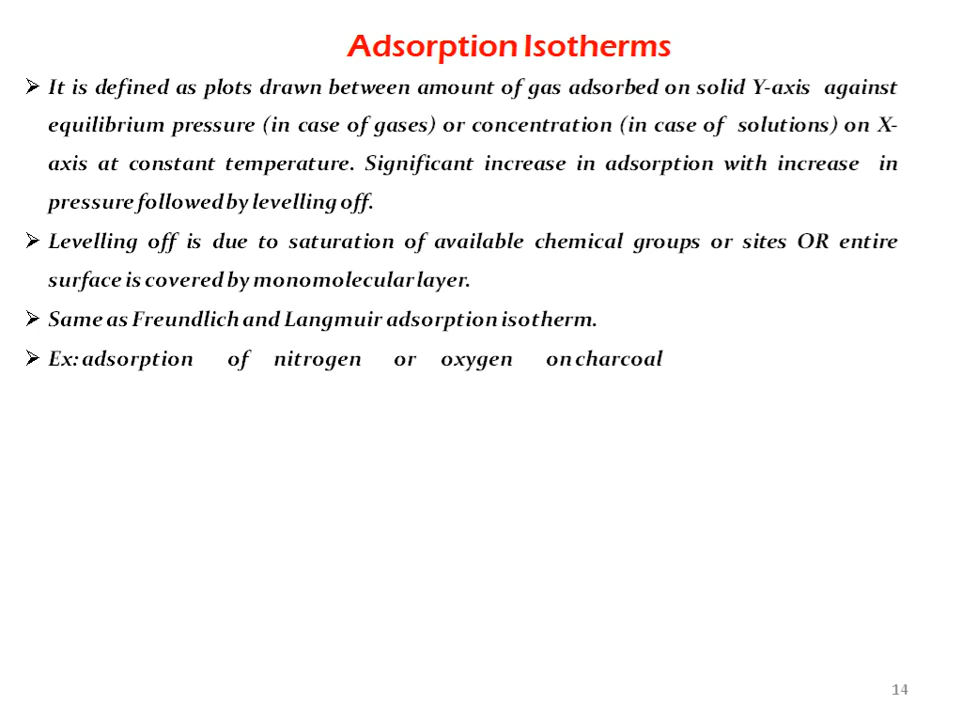 Adsorption Isotherms
➢ It is defined as plots drawn between amount of gas adsorbed on solid Y-axis against
equilibrium pressure (in case of gases) or concentration (in case of solutions) on X-
axis at constant temperature. Significant increase in adsorption with increase in
pressure followed by levelling off.
➢ Levelling off is due to saturation of available chemical groups or sites OR entire
surface is covered by monomolecular layer.
➢ Same as Freundlich and Langmuir adsorption isotherm.
➢ Ex: adsorption of nitrogen or oxygen on charcoal
14